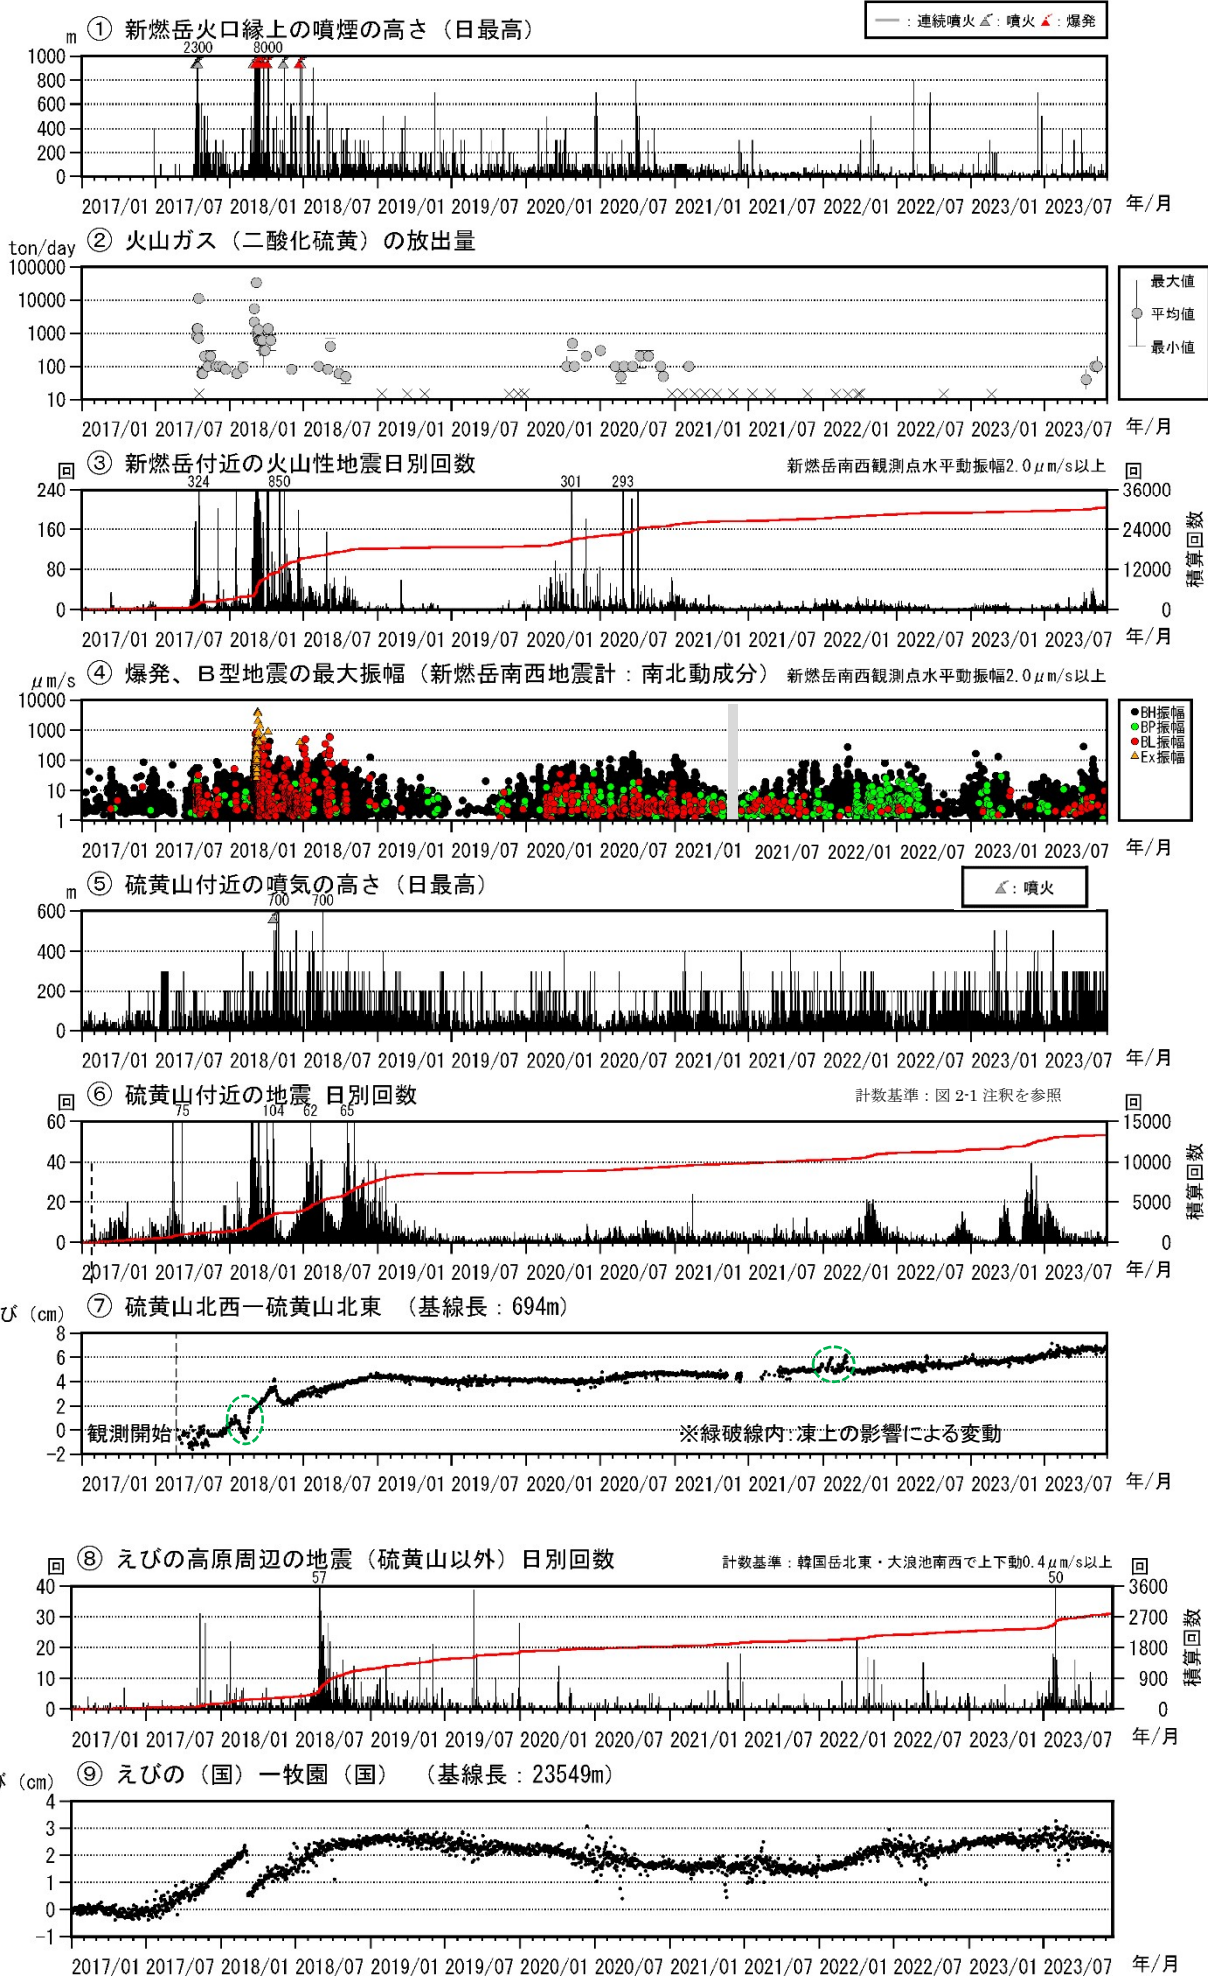 ① 新燃岳火口縁上の噴煙の高さ（日最高）
：連続噴火 ：噴火 ：爆発
m
2300 8000
1000
800
600
400
200
0
2017/01 2017/07 2018/01 2018/07 2019/01 2019/07 2020/01 2020/07 2021/01 2021/07 2022/01 2022/07 2023/01 2023/07 年/月
② 火山ガス（二酸化硫黄）の放出量
ton/day
100000
10000
1000
100
10
最大値
平均値
最小値
2017/01 2017/07 2018/01 2018/07 2019/01 2019/07 2020/01 2020/07 2021/01 2021/07 2022/01 2022/07 2023/01 2023/07 年/月
③ 新燃岳付近の火山性地震日別回数 新燃岳南西観測点水平動振幅2.0μm/s以上
回 回
324 850 301 293
240 36000
160 24000
80 12000
0 0
積算回数
2017/01 2017/07 2018/01 2018/07 2019/01 2019/07 2020/01 2020/07 2021/01 2021/07 2022/01 2022/07 2023/01 2023/07 年/月
④ 爆発、B型地震の最大振幅（新燃岳南西地震計：南北動成分） 新燃岳南西観測点水平動振幅2.0μm/s以上
μm/s
10000
1000
100
10
1
BH振幅
BP振幅
BL振幅
Ex振幅
2017/01 2017/07 2018/01 2018/07 2019/01 2019/07 2020/01 2020/07 2021/01 2021/07 2022/01 2022/07 2023/01 2023/07 年/月
⑤ 硫黄山付近の噴気の高さ（日最高）
：噴火
m
700 700
600
400
200
0
2017/01 2017/07 2018/01 2018/07 2019/01 2019/07 2020/01 2020/07 2021/01 2021/07 2022/01 2022/07 2023/01 2023/07 年/月
⑥ 硫黄山付近の地震 日別回数 計数基準：図 2-1 注釈を参照
回 回
75 104 62 65
60 15000
40 10000
20 5000
0 0
積算回数
2017/01 2017/07 2018/01 2018/07 2019/01 2019/07 2020/01 2020/07 2021/01 2021/07 2022/01 2022/07 2023/01 2023/07 年/月
び（cm） ⑦ 硫黄山北西ー硫黄山北東 （基線長：694m）
8
6
4
2
0
-2
観測開始
※緑破線内：凍上の影響による変動
2017/01 2017/07 2018/01 2018/07 2019/01 2019/07 2020/01 2020/07 2021/01 2021/07 2022/01 2022/07 2023/01 2023/07 年/月
⑧ えびの高原周辺の地震（硫黄山以外）日別回数 計数基準：韓国岳北東・大浪池南西で上下動0.4μm/s以上
回 回
57 50
40 3600
30 2700
20 1800
10 900
0 0
積算回数
2017/01 2017/07 2018/01 2018/07 2019/01 2019/07 2020/01 2020/07 2021/01 2021/07 2022/01 2022/07 2023/01 2023/07 年/月
び（cm） ⑨ えびの（国）ー牧園（国） （基線長：23549m）
4
3
2
1
0
-1
2017/01 2017/07 2018/01 2018/07 2019/01 2019/07 2020/01 2020/07 2021/01 2021/07 2022/01 2022/07 2023/01 2023/07 年/月